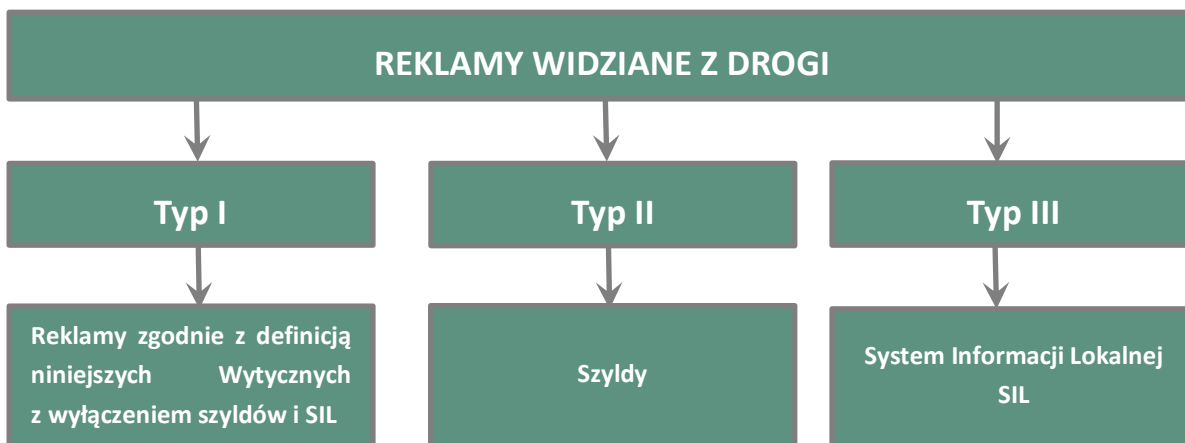 REKLAMY WIDZIANE Z DROGI
Typ I
Typ II
Typ III
Reklamy zgodnie z definicją
niniejszych Wytycznych
z wyłączeniem szyldów i SIL
Szyldy
System Informacji Lokalnej
SIL